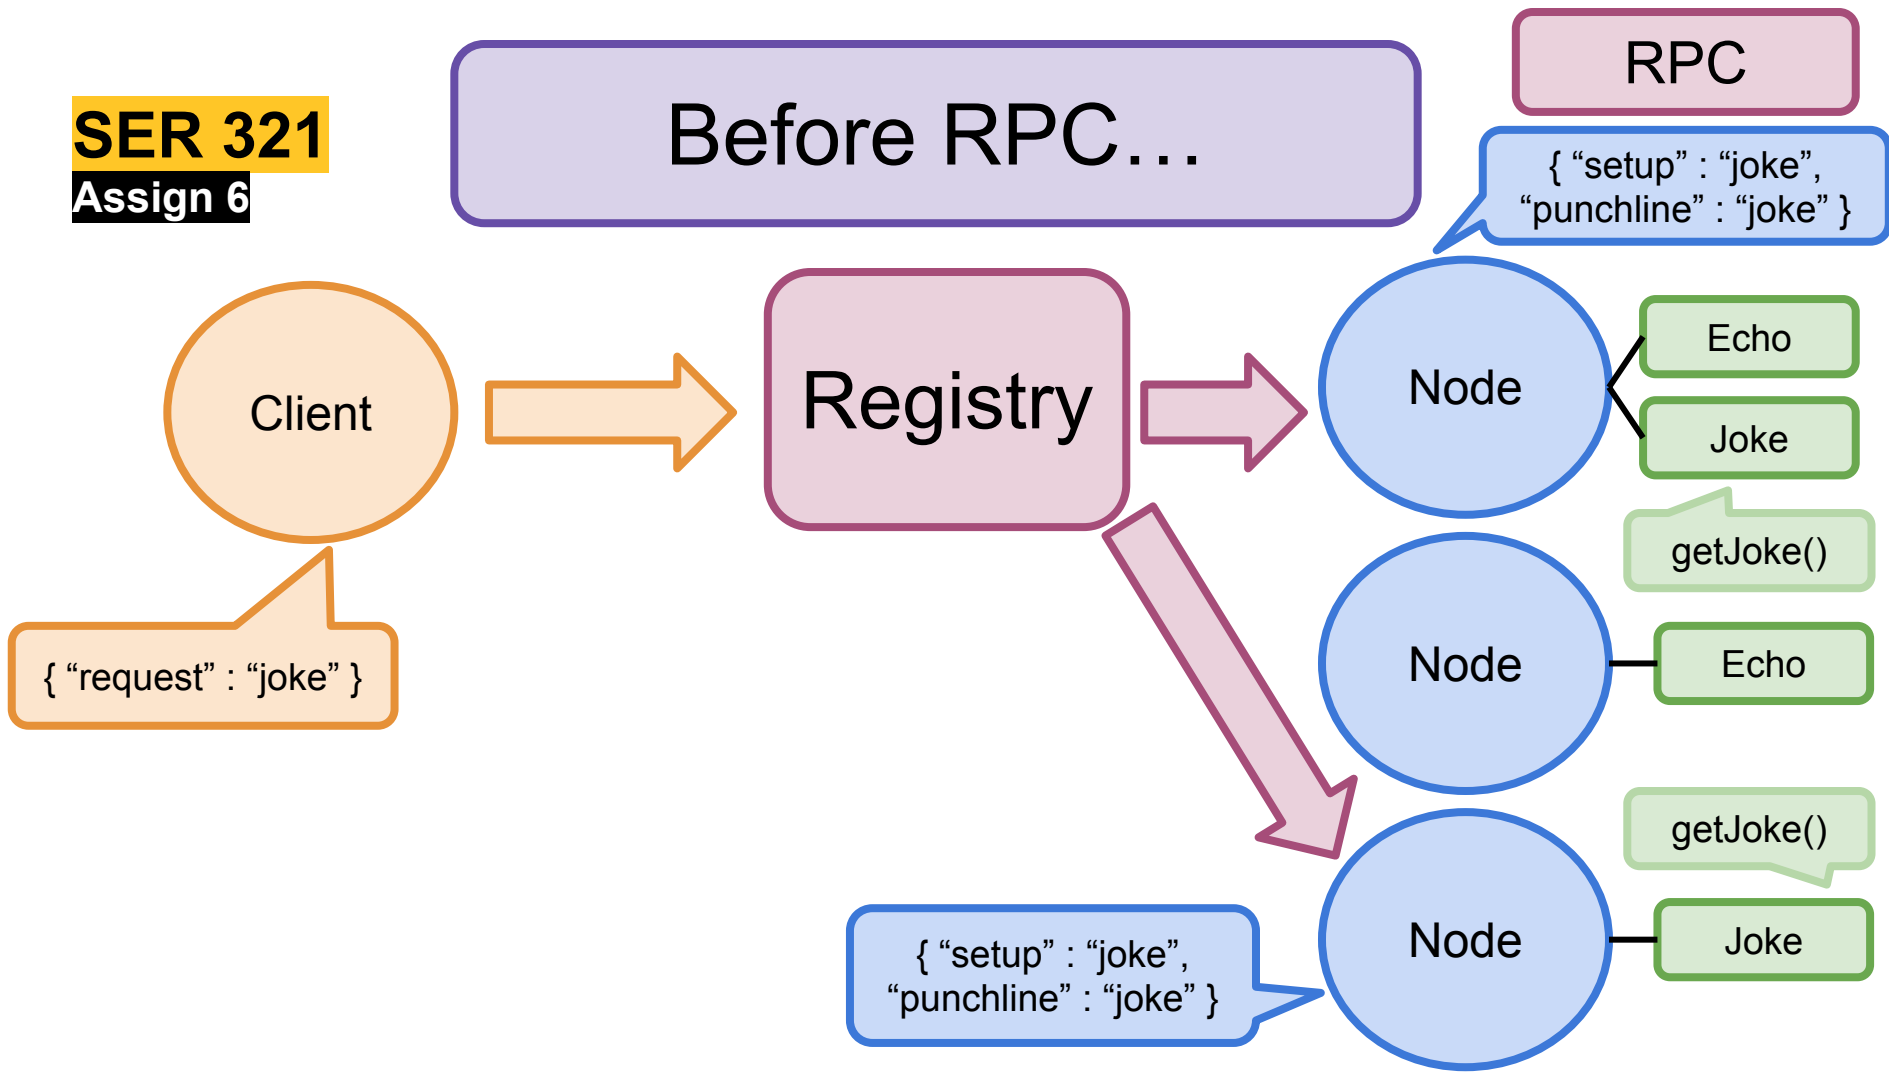 SER 321
Assign 6
Before RPC…
RPC
{ “setup” : “joke”,
“punchline” : “joke” }
Client
Registry
Node
Echo
Joke
getJoke()
{ “request” : “joke” }
Node
Echo
getJoke()
Node
Joke
{ “setup” : “joke”,
“punchline” : “joke” }